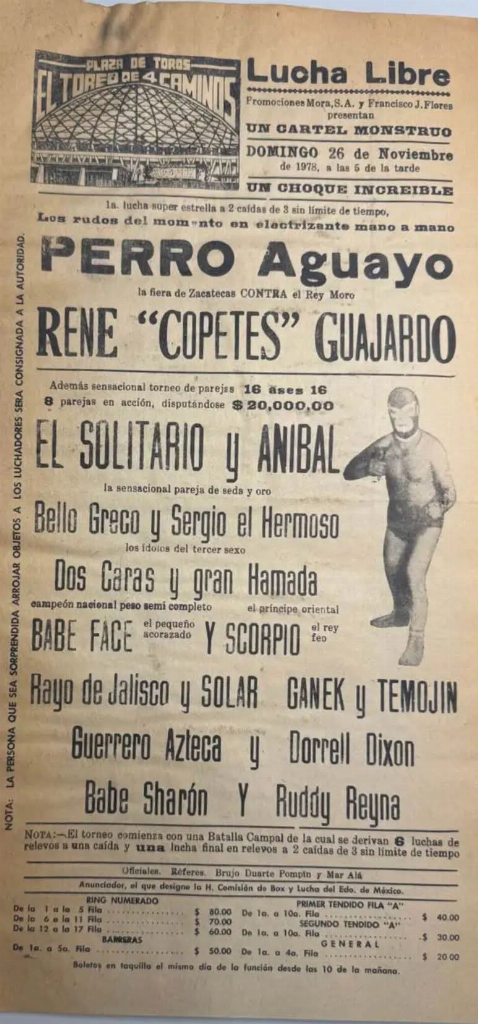 PLAZA DE TOROS
EL TOREO DE 4 CAMINOS
Lucha Libre
Promociones Mora, S.A. y Francisco J. Flores
presentan
UN CARTEL MONSTRUO
DOMINGO 26 de Noviembre
de 1978, a las 5 de la tarde
UN CHOQUE INCREIBLE
1a. lucha super estrella a 2 caídas de 3 sin límite de tiempo,
Los rudos del momento en electrizante mano a mano
PERRO Aguayo
la fiera de Zacatecas CONTRA el Rey Moro
RENE "COPETES" GUAJARDO
Además sensacional torneo de parejas 16 ases 16
8 parejas en acción, disputándose $ 20,000,00
EL SOLITARIO y ANIBAL
la sensacional pareja de seda y oro
Bello Greco y Sergio el Hermoso
los ídolos del tercer sexo
Dos Caras y gran Hamada
campeón nacional peso semi completo el príncipe oriental
BABE FACE el pequeño acorazado Y SCORPIO el rey feo
Rayo de Jalisco y SOLAR CANEK y TEMOJIN
Guerrero Azteca y Dorrell Dixon
Babe Sharón Y Ruddy Reyna
NOTA:—El torneo comienza con una Batalla Campal de la cual se derivan 6 luchas de
relevos a una caída y una lucha final en relevos a 2 caídas de 3 sin límite de tiempo
Oficiales. Réferes. Brujo Duarte Pompín y Mar Alá
Anunciador, el que designe la H. Comisión de Box y Lucha del Edo. de México.
RING NUMERADO
De la 1 a la 5 Fila $ 80.00
De la 6 a la 11 Fila $ 70.00
De la 12 a la 17 Fila $ 60.00
BARRERAS
De 1a. a 5a. Fila $ 50.00
PRIMER TENDIDO FILA "A"
De 1a. a 10a. Fila $ 40.00
SEGUNDO TENDIDO "A"
De 1a. a 10a. Fila $ 30.00
GENERAL
De 1a. a 4a. Fila $ 20 00
Boletos en taquilla el mismo día de la función desde las 10 de la mañana.
NOTA: LA PERSONA QUE SEA SORPRENDIDA ARROJAR OBJETOS A LOS LUCHADORES SERA CONSIGNADA A LA AUTORIDAD.